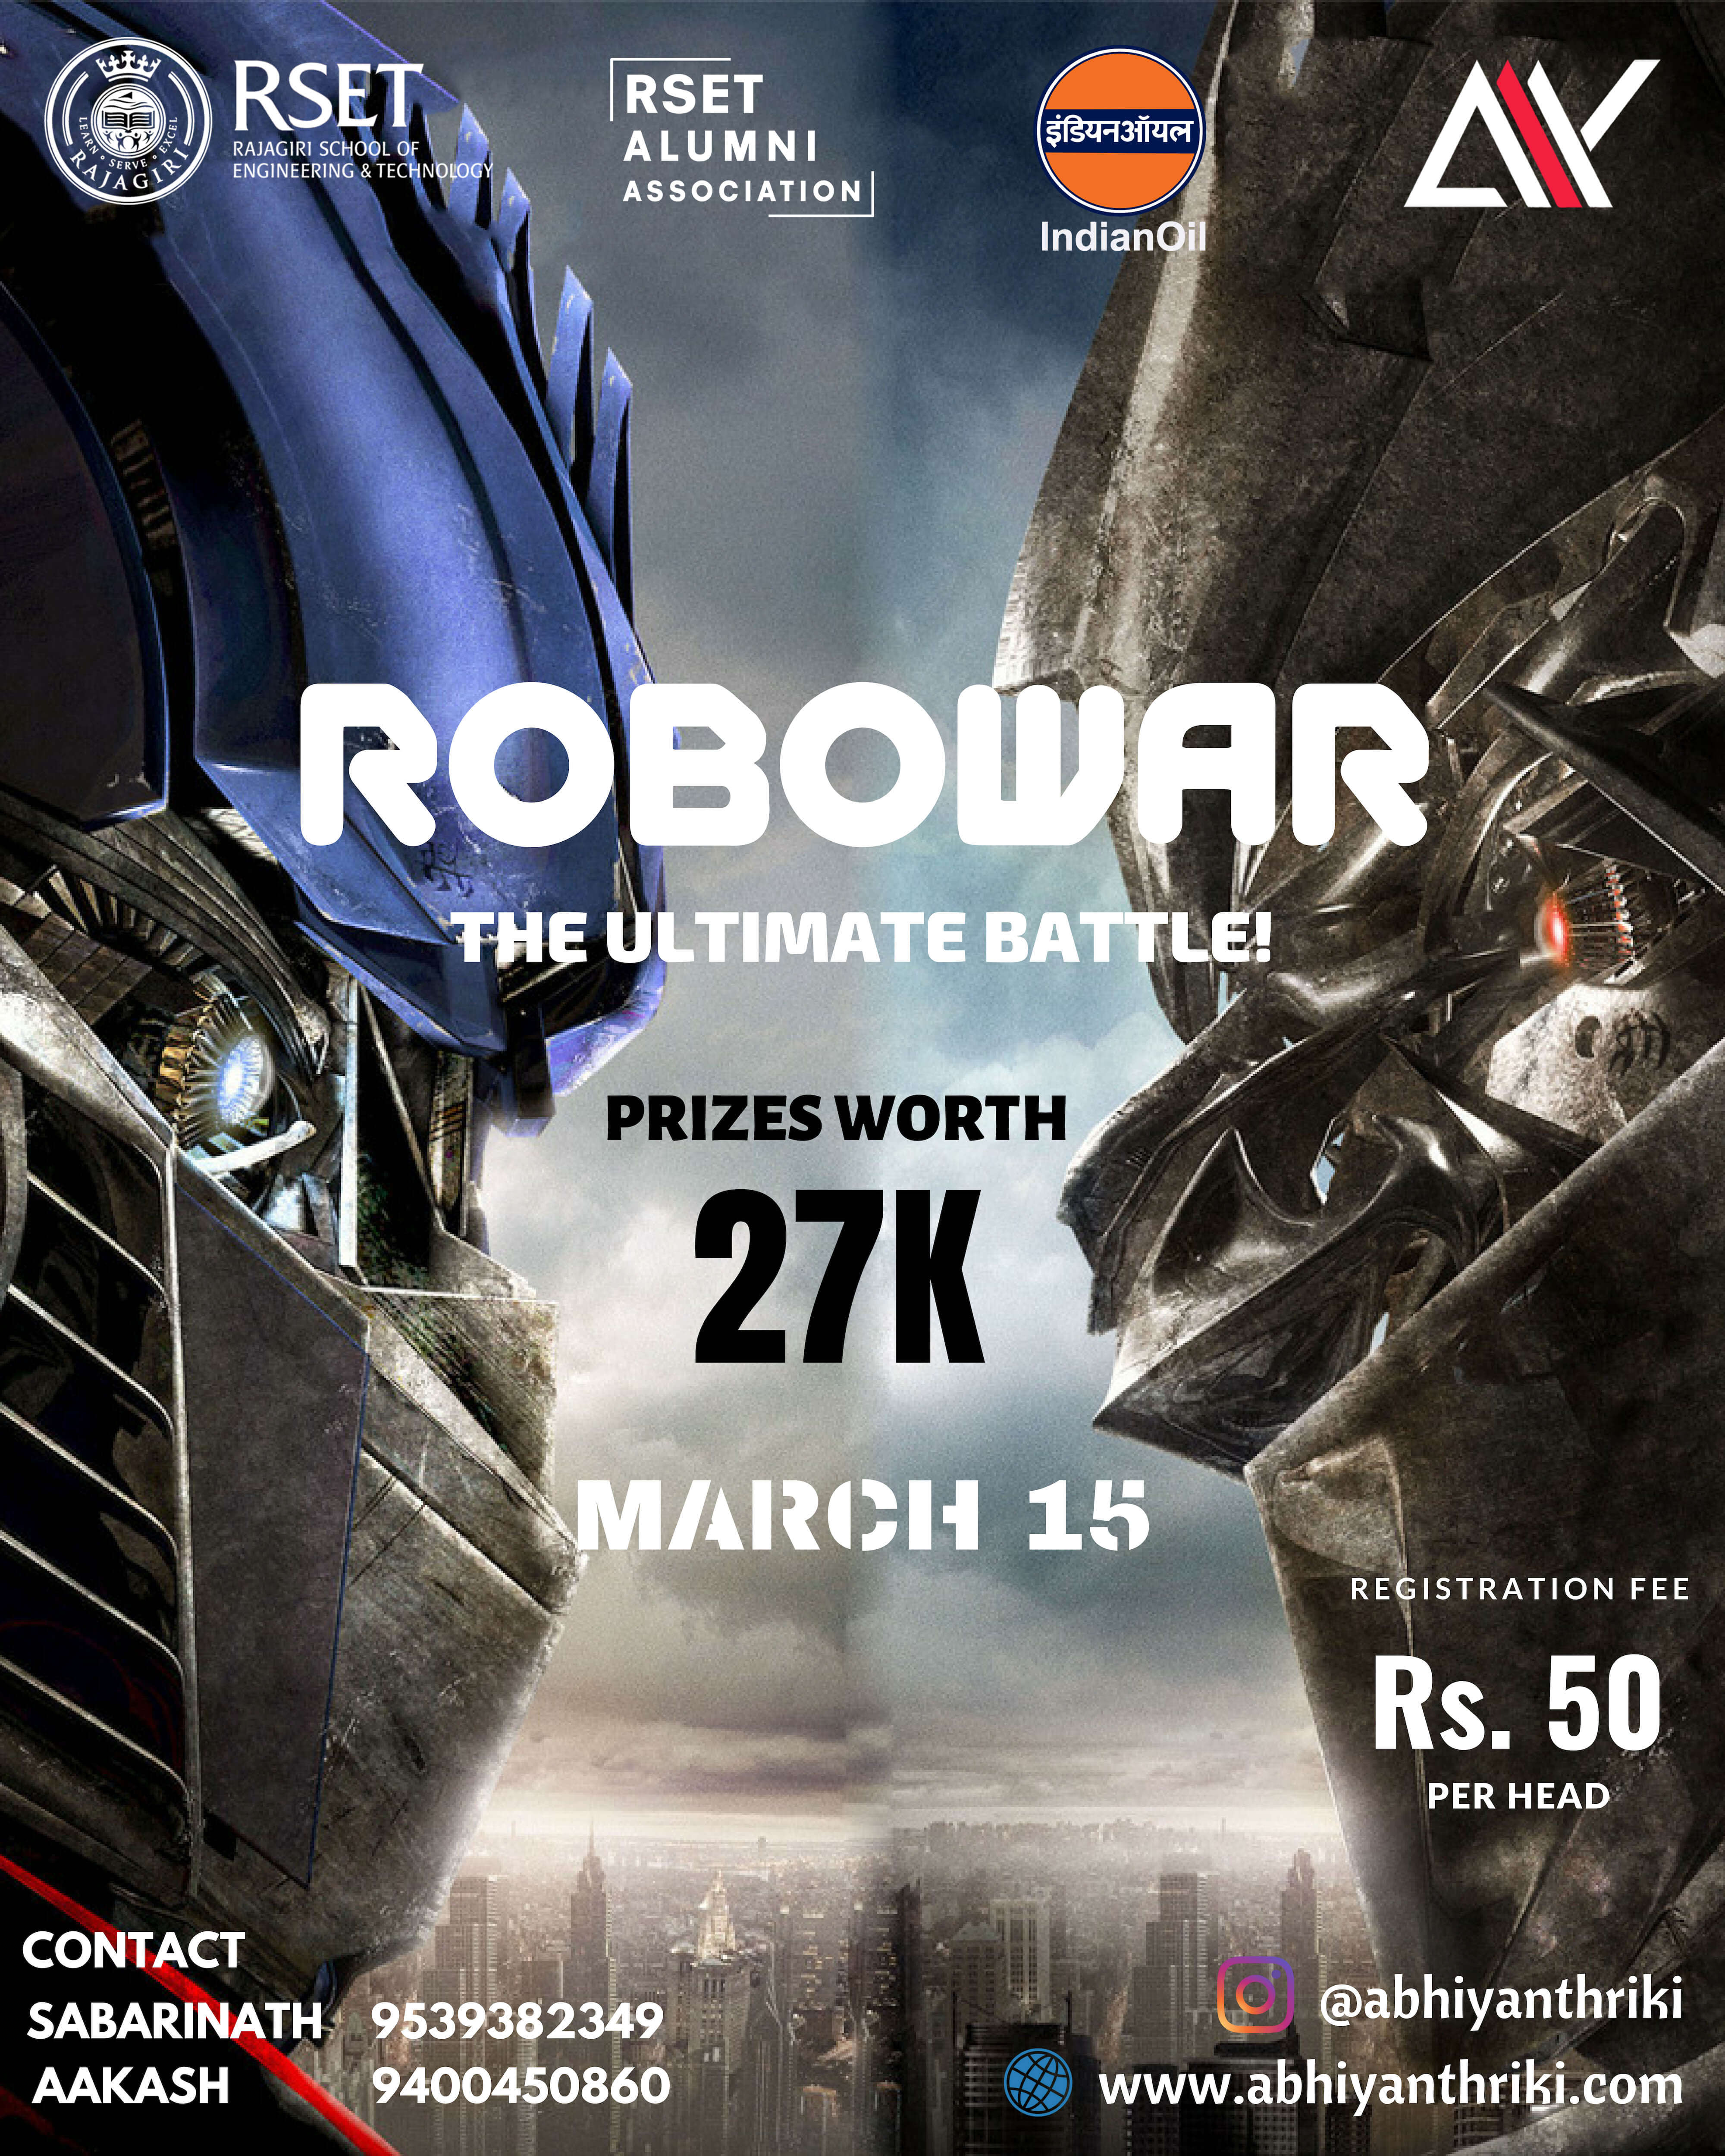 RSET
RAJAGIRI SCHOOL OF
ENGINEERING & TECHNOLOGY
LEARN • SERVE • EXCEL
RAJAGIRI
RSET
ALUMNI
ASSOCIATION
इंडियनऑयल
IndianOil
ROBOWAR
THE ULTIMATE BATTLE!
PRIZES WORTH
27K
MARCH 15
REGISTRATION FEE
Rs. 50
PER HEAD
CONTACT
SABARINATH 9539382349
AAKASH 9400450860
@abhiyanthriki
www.abhiyanthriki.com